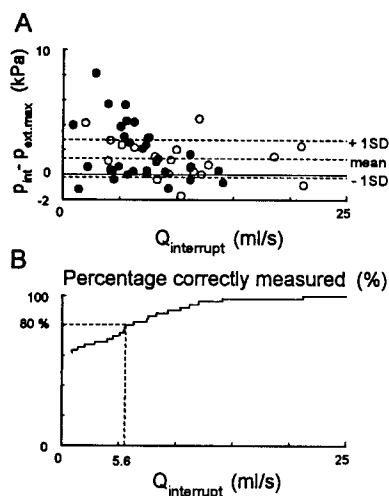 A
10
p_int - p_ext.max (kPa)
+ 1SD
mean
0
- 1SD
-2
0
25
Q_interrupt (ml/s)
B
Percentage correctly measured (%)
100
80 %
0
0
5.6
25
Q_interrupt (ml/s)